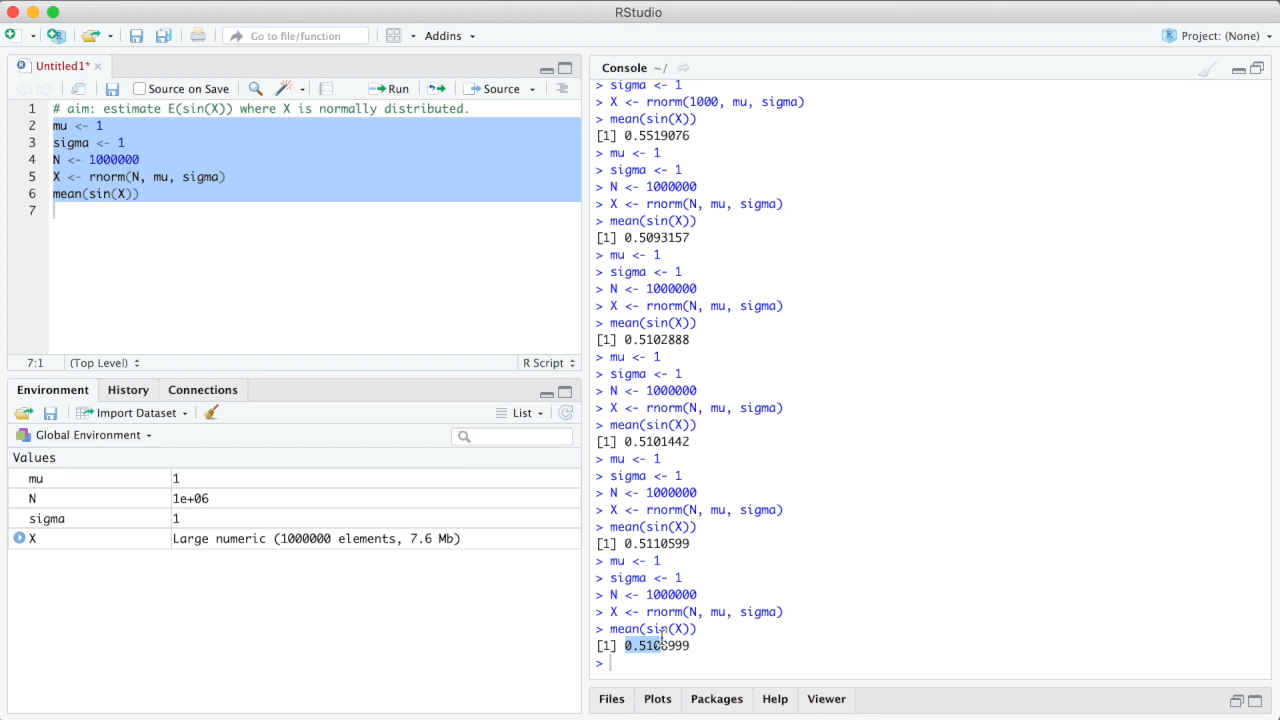 RStudio
Go to file/function
Addins
Project: (None)
Untitled1*
Source on Save
Run
Source
1 # aim: estimate E(sin(X)) where X is normally distributed.
2 mu <- 1
3 sigma <- 1
4 N <- 1000000
5 X <- rnorm(N, mu, sigma)
6 mean(sin(X))
7
7:1 (Top Level) R Script
Environment History Connections
Import Dataset List
Global Environment
Values
mu 1
N 1e+06
sigma 1
X Large numeric (1000000 elements, 7.6 Mb)
Console ~/
> sigma <- 1
> X <- rnorm(1000, mu, sigma)
> mean(sin(X))
[1] 0.5519076
> mu <- 1
> sigma <- 1
> N <- 1000000
> X <- rnorm(N, mu, sigma)
> mean(sin(X))
[1] 0.5093157
> mu <- 1
> sigma <- 1
> N <- 1000000
> X <- rnorm(N, mu, sigma)
> mean(sin(X))
[1] 0.5102888
> mu <- 1
> sigma <- 1
> N <- 1000000
> X <- rnorm(N, mu, sigma)
> mean(sin(X))
[1] 0.5101442
> mu <- 1
> sigma <- 1
> N <- 1000000
> X <- rnorm(N, mu, sigma)
> mean(sin(X))
[1] 0.5110599
> mu <- 1
> sigma <- 1
> N <- 1000000
> X <- rnorm(N, mu, sigma)
> mean(sin(X))
[1] 0.5108999
>
Files Plots Packages Help Viewer